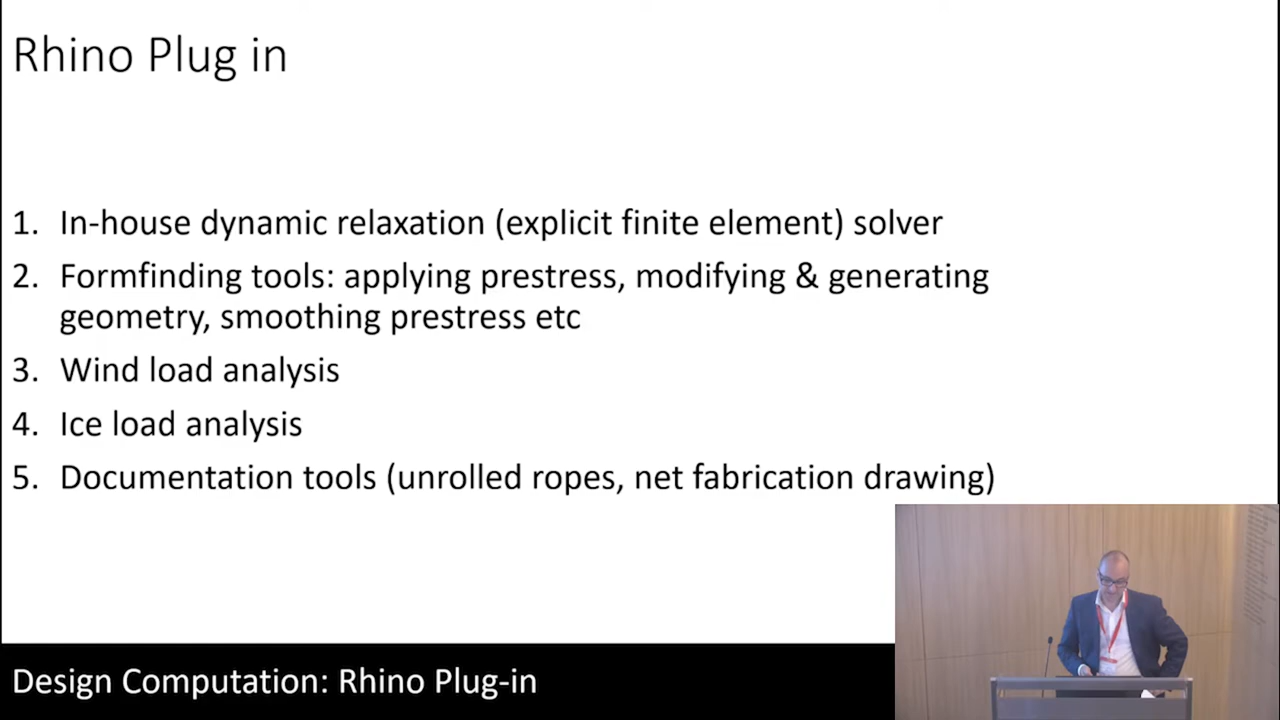 Rhino Plug in
1. In-house dynamic relaxation (explicit finite element) solver
2. Formfinding tools: applying prestress, modifying & generating
geometry, smoothing prestress etc
3. Wind load analysis
4. Ice load analysis
5. Documentation tools (unrolled ropes, net fabrication drawing)
Design Computation: Rhino Plug-in